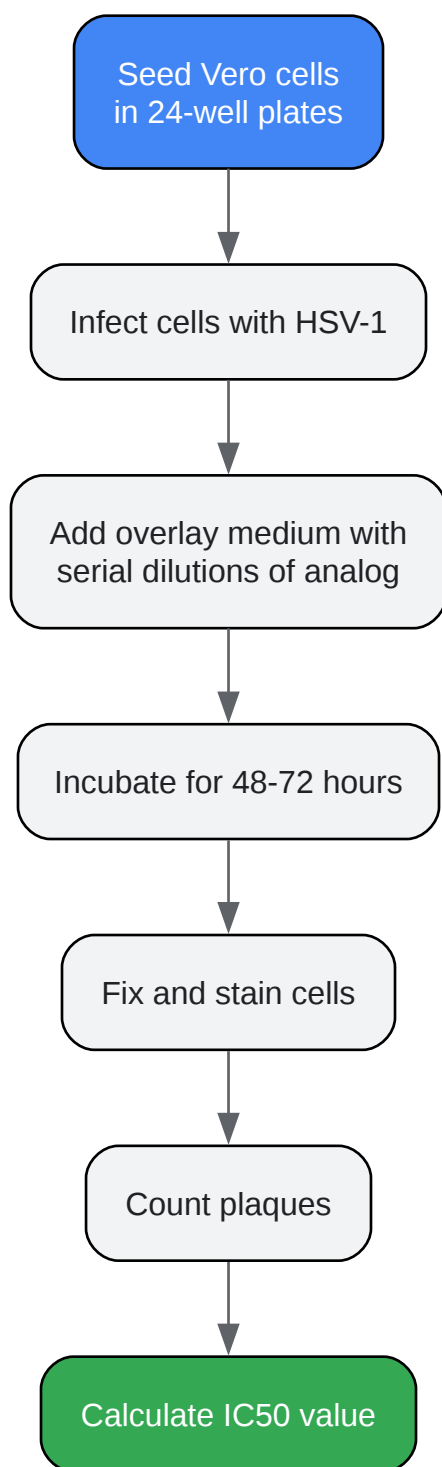 Seed Vero cells
in 24-well plates
Infect cells with HSV-1
Add overlay medium with
serial dilutions of analog
Incubate for 48-72 hours
Fix and stain cells
Count plaques
Calculate IC50 value